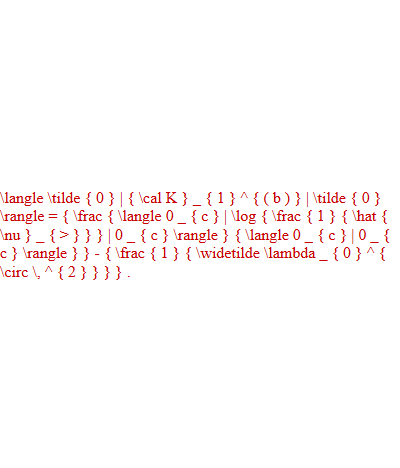 \langle \tilde { 0 } | { \cal K } _ { 1 } ^ { ( b ) } | \tilde { 0 }
\rangle = { \frac { \langle 0 _ { c } | \log { \frac { 1 } { \hat {
\nu } _ { > } } } | 0 _ { c } \rangle } { \langle 0 _ { c } | 0 _ {
c } \rangle } } - { \frac { 1 } { \widetilde \lambda _ { 0 } ^ {
\circ \, ^ { 2 } } } } .